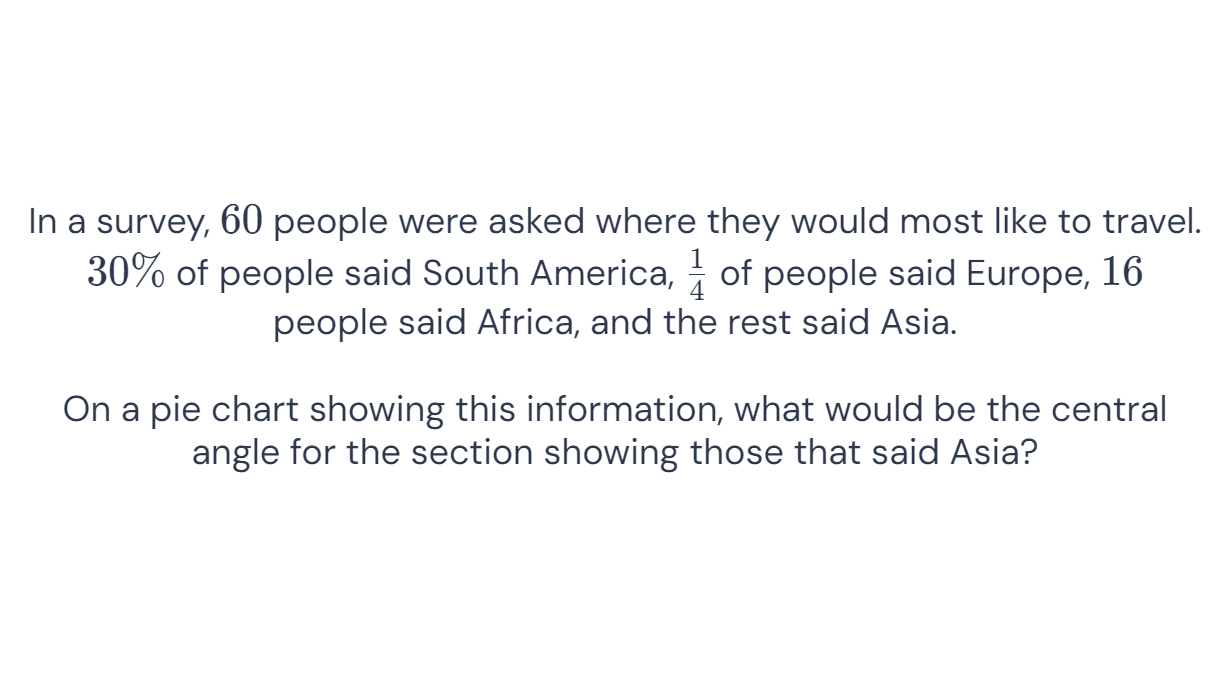 In a survey, 60 people were asked where they would most like to travel.
30% of people said South America, 1/4 of people said Europe, 16
people said Africa, and the rest said Asia.
On a pie chart showing this information, what would be the central
angle for the section showing those that said Asia?